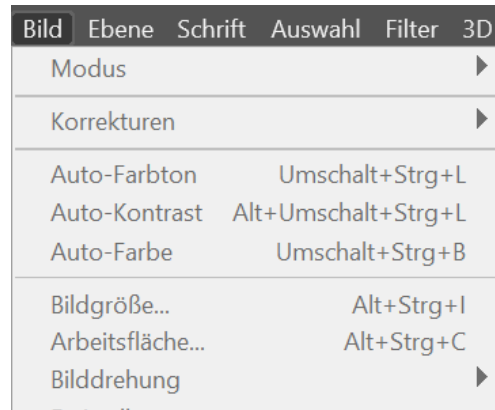 Bild Ebene Schrift Auswahl Filter 3D
Modus
Korrekturen
Auto-Farbton Umschalt+Strg+L
Auto-Kontrast Alt+Umschalt+Strg+L
Auto-Farbe Umschalt+Strg+B
Bildgröße... Alt+Strg+I
Arbeitsfläche... Alt+Strg+C
Bilddrehung